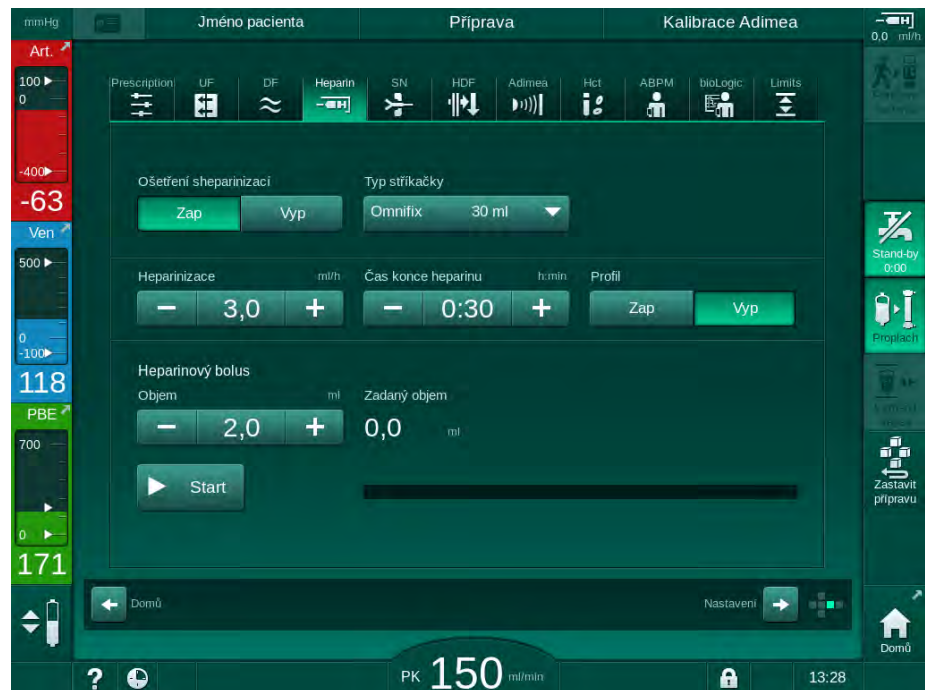 mmHg
Jméno pacienta
Příprava
Kalibrace Adimea
0,0 ml/h
Art.
100
0
-400
-63
Ven
500
0
-100
118
PBE
700
0
171
Prescription UF DF Heparin SN HDF Adimea Hct ABPM bioLogic Limits
Ošetření sheparinizací Typ stříkačky
Zap Vyp Omnifix 30 ml
Heparinizace ml/h Čas konce heparinu h:min Profil
− 3,0 + − 0:30 + Zap Vyp
Heparinový bolus
Objem ml Zadaný objem
− 2,0 + 0,0 ml
Start
Domů Nastavení
Stand-by
0:00
Proplach
Zastavit
přípravu
Domů
? PK 150 ml/min 13:28